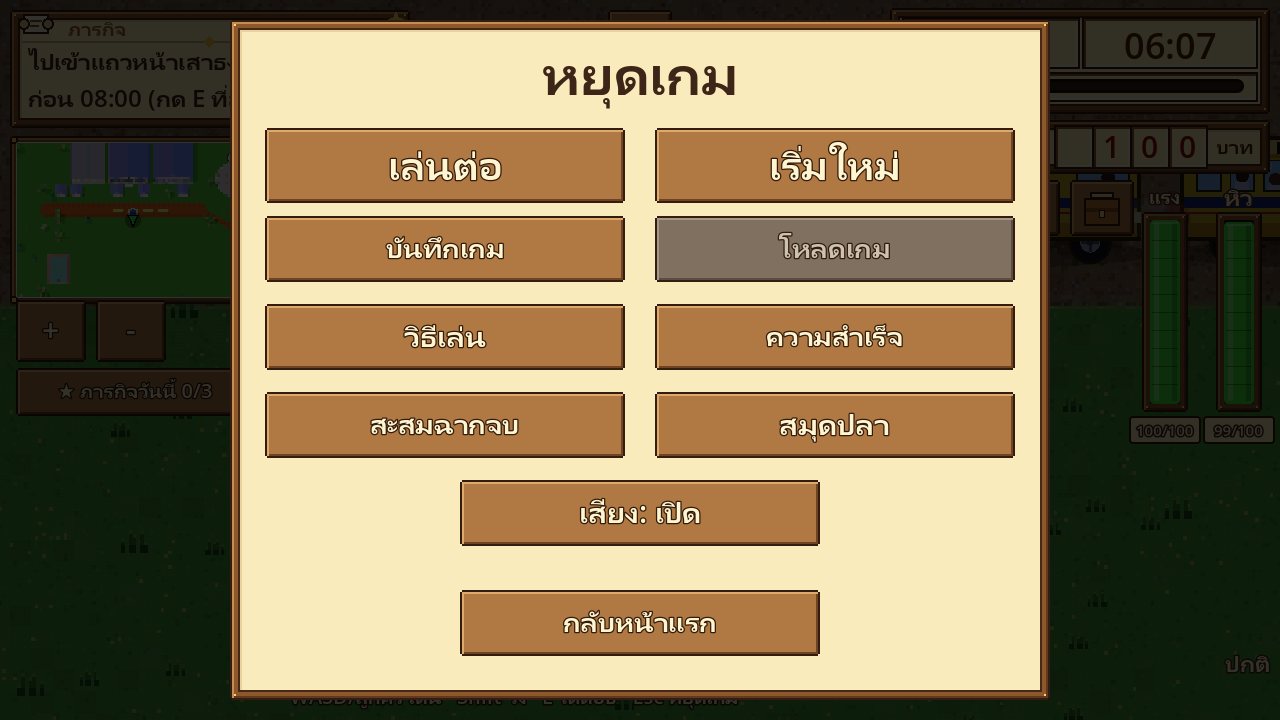 ภารกิจ
ไปเข้าแถวหน้าเสาธง
ก่อน 08:00 (กด E ที่
06:07
100 บาท
แรง
หิว
+
-
★ ภารกิจวันนี้ 0/3
100/100
99/100
หยุดเกม
เล่นต่อ
เริ่มใหม่
บันทึกเกม
โหลดเกม
วิธีเล่น
ความสำเร็จ
สะสมฉากจบ
สมุดปลา
เสียง: เปิด
กลับหน้าแรก
ปกติ